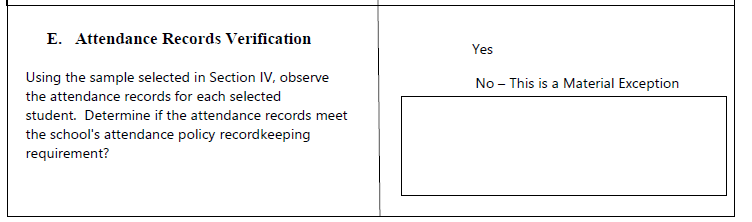 E. Attendance Records Verification
Using the sample selected in Section IV, observe
the attendance records for each selected
student.  Determine if the attendance records meet
the school's attendance policy recordkeeping
requirement?
Yes
No – This is a Material Exception